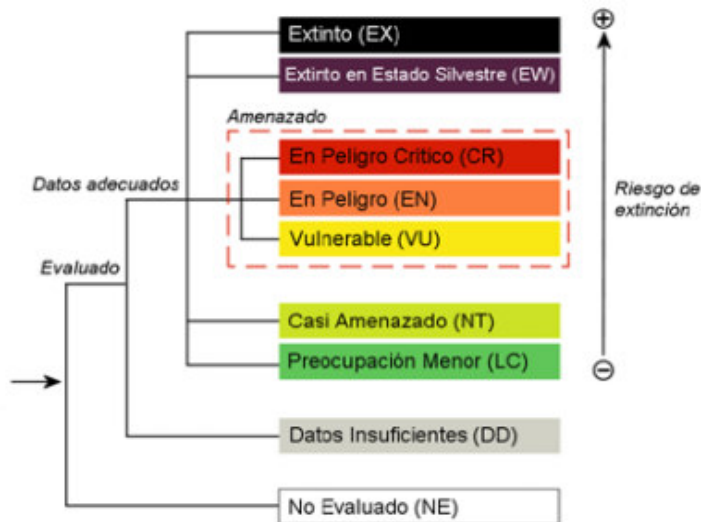 Extinto (EX)
Extinto en Estado Silvestre (EW)
Amenazado
En Peligro Critico (CR)
Datos adecuados
En Peligro (EN)
Riesgo de
extinción
Vulnerable (VU)
Evaluado
Casi Amenazado (NT)
Preocupación Menor (LC)
Datos Insuficientes (DD)
No Evaluado (NE)